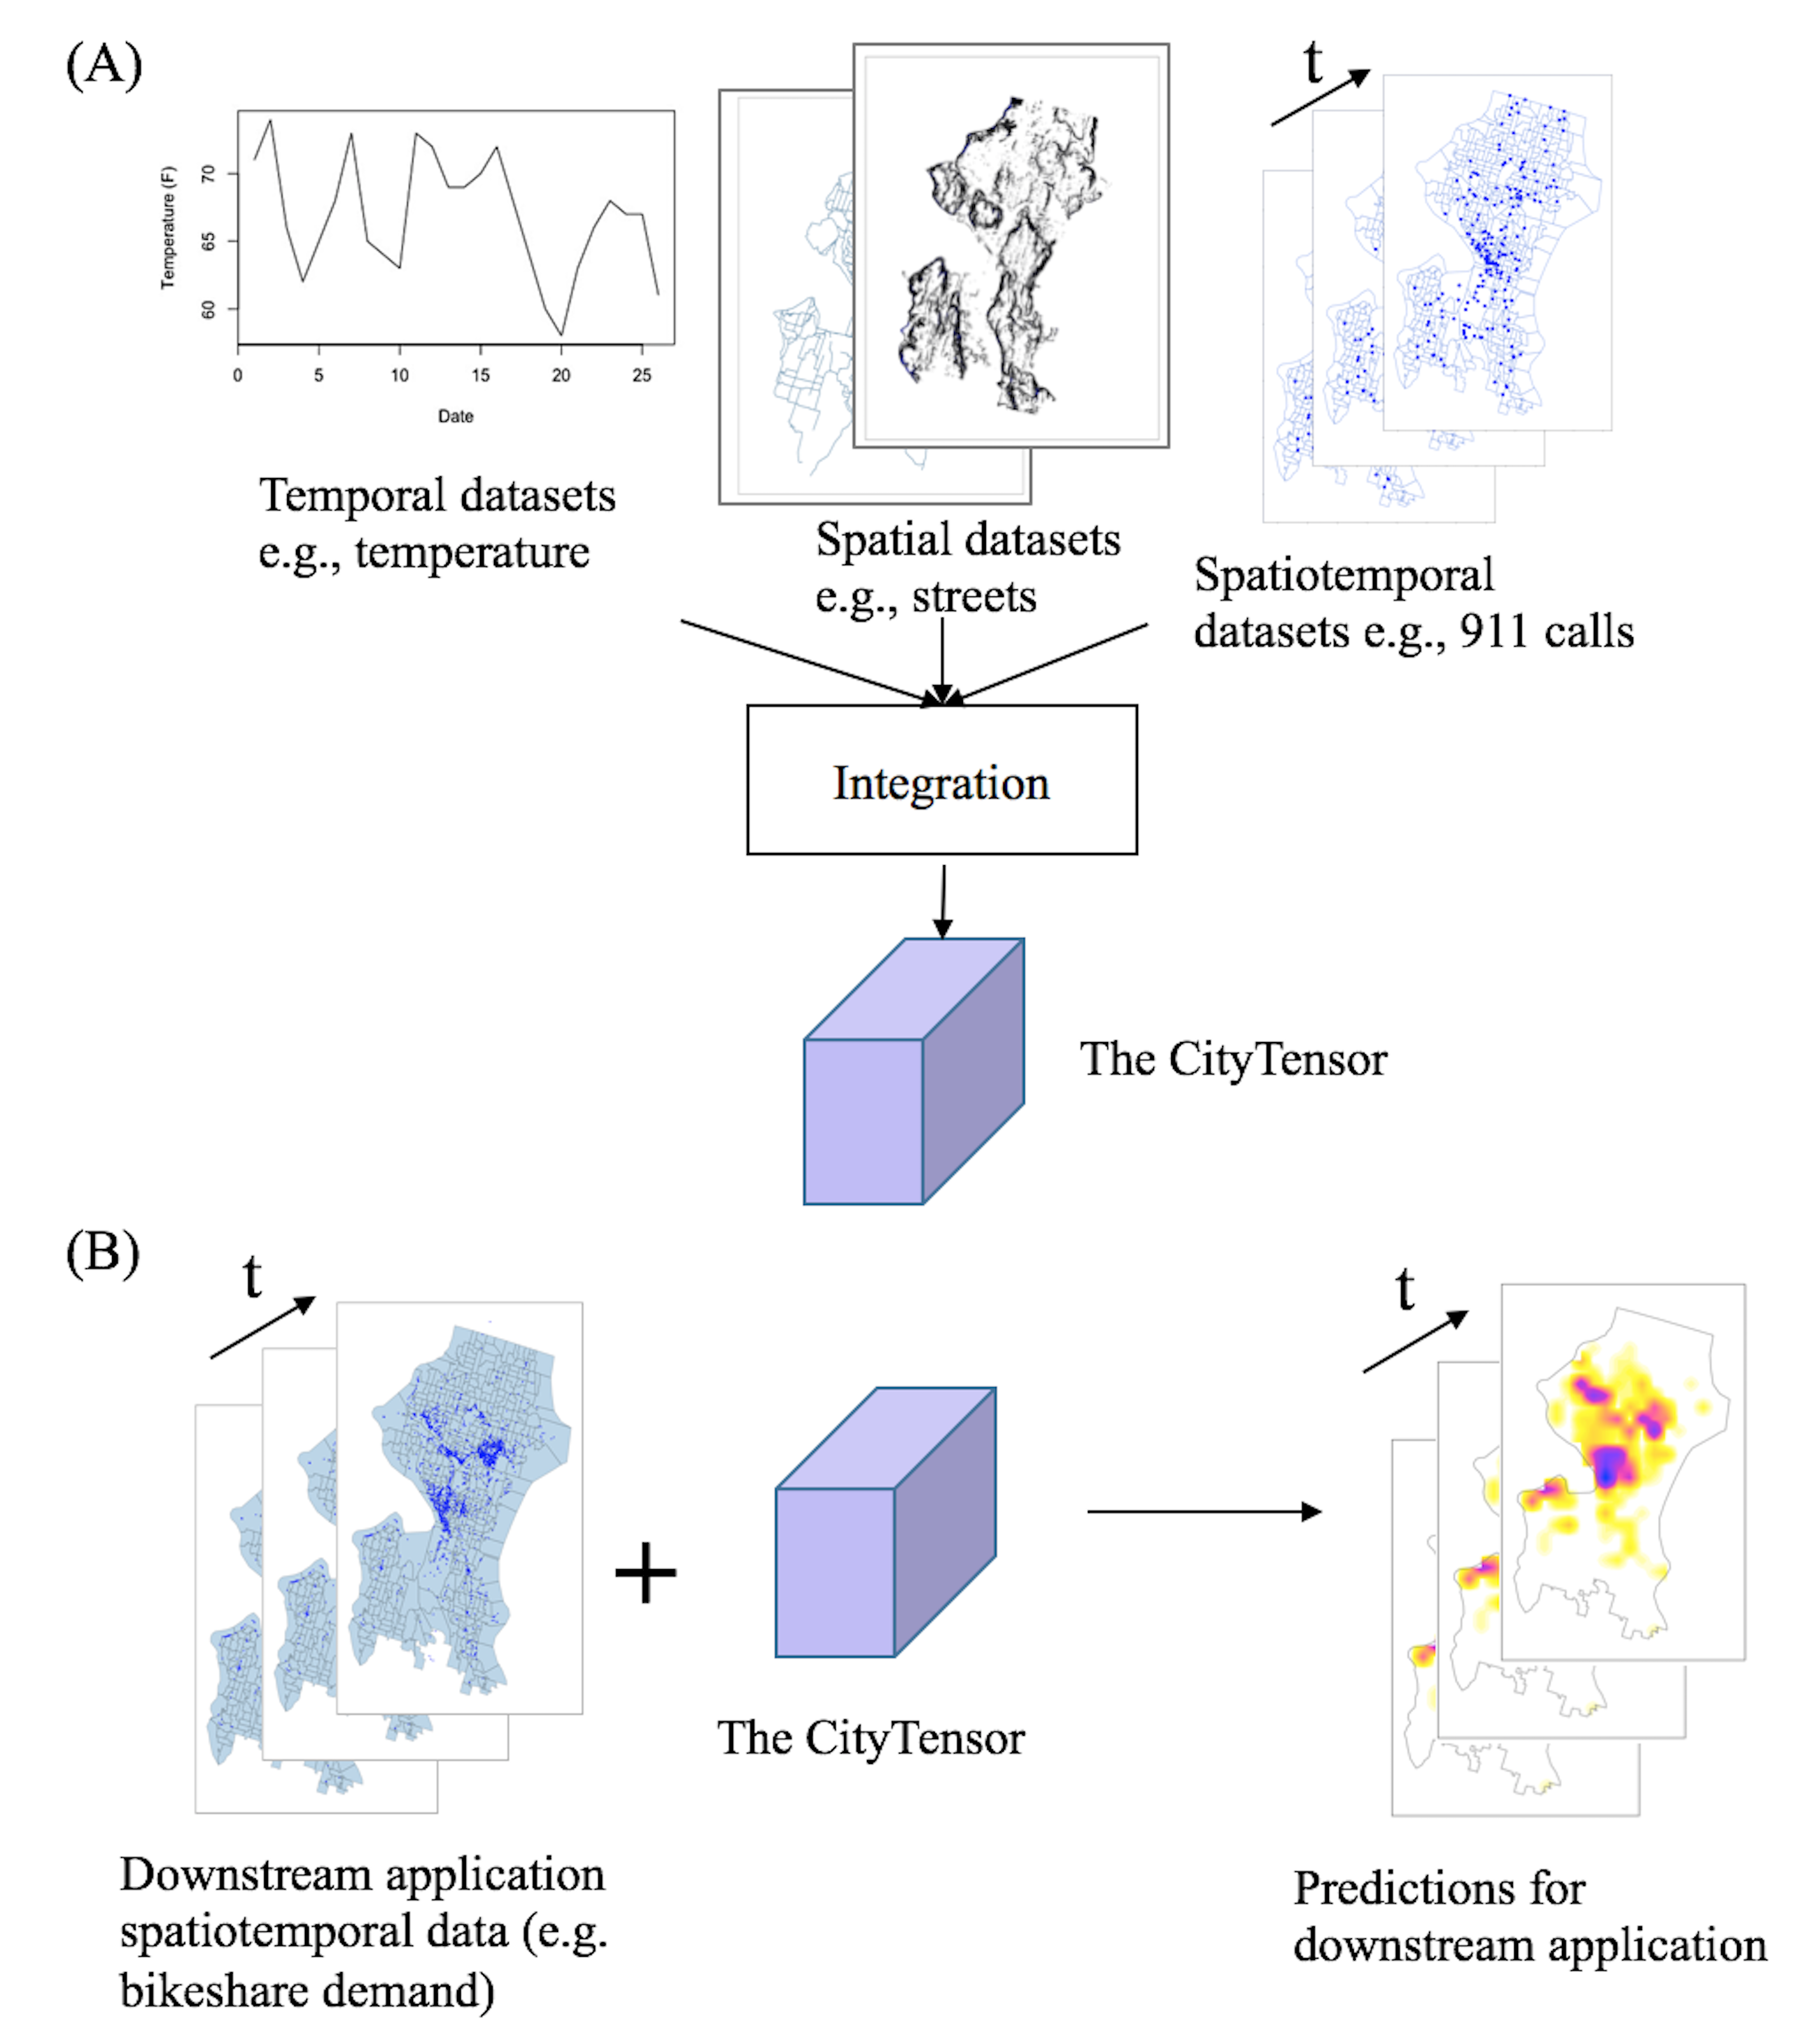 (A)
t
Temperature (F)
70
65
60
0 5 10 15 20 25
Date
Temporal datasets
e.g., temperature
Spatial datasets
e.g., streets
Spatiotemporal
datasets e.g., 911 calls
Integration
The CityTensor
(B)
t
t
+
The CityTensor
Downstream application
spatiotemporal data (e.g.
bikeshare demand)
Predictions for
downstream application